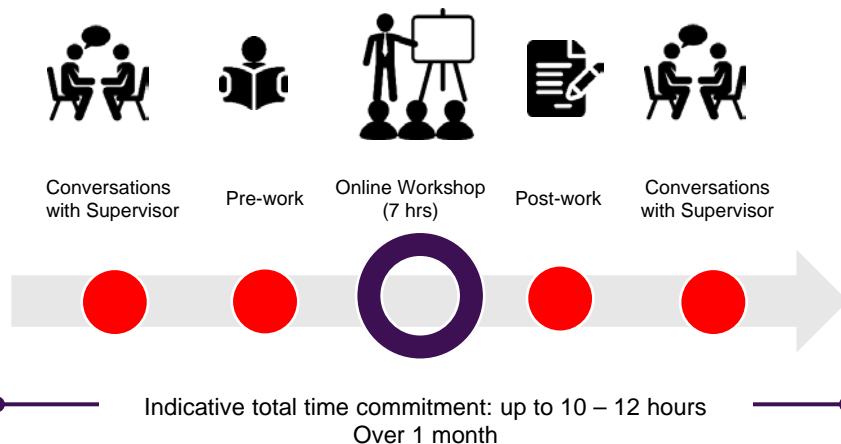 Conversations
with Supervisor
Pre-work
Online Workshop
(7 hrs)
Post-work
Conversations
with Supervisor
Indicative total time commitment: up to 10 – 12 hours
Over 1 month